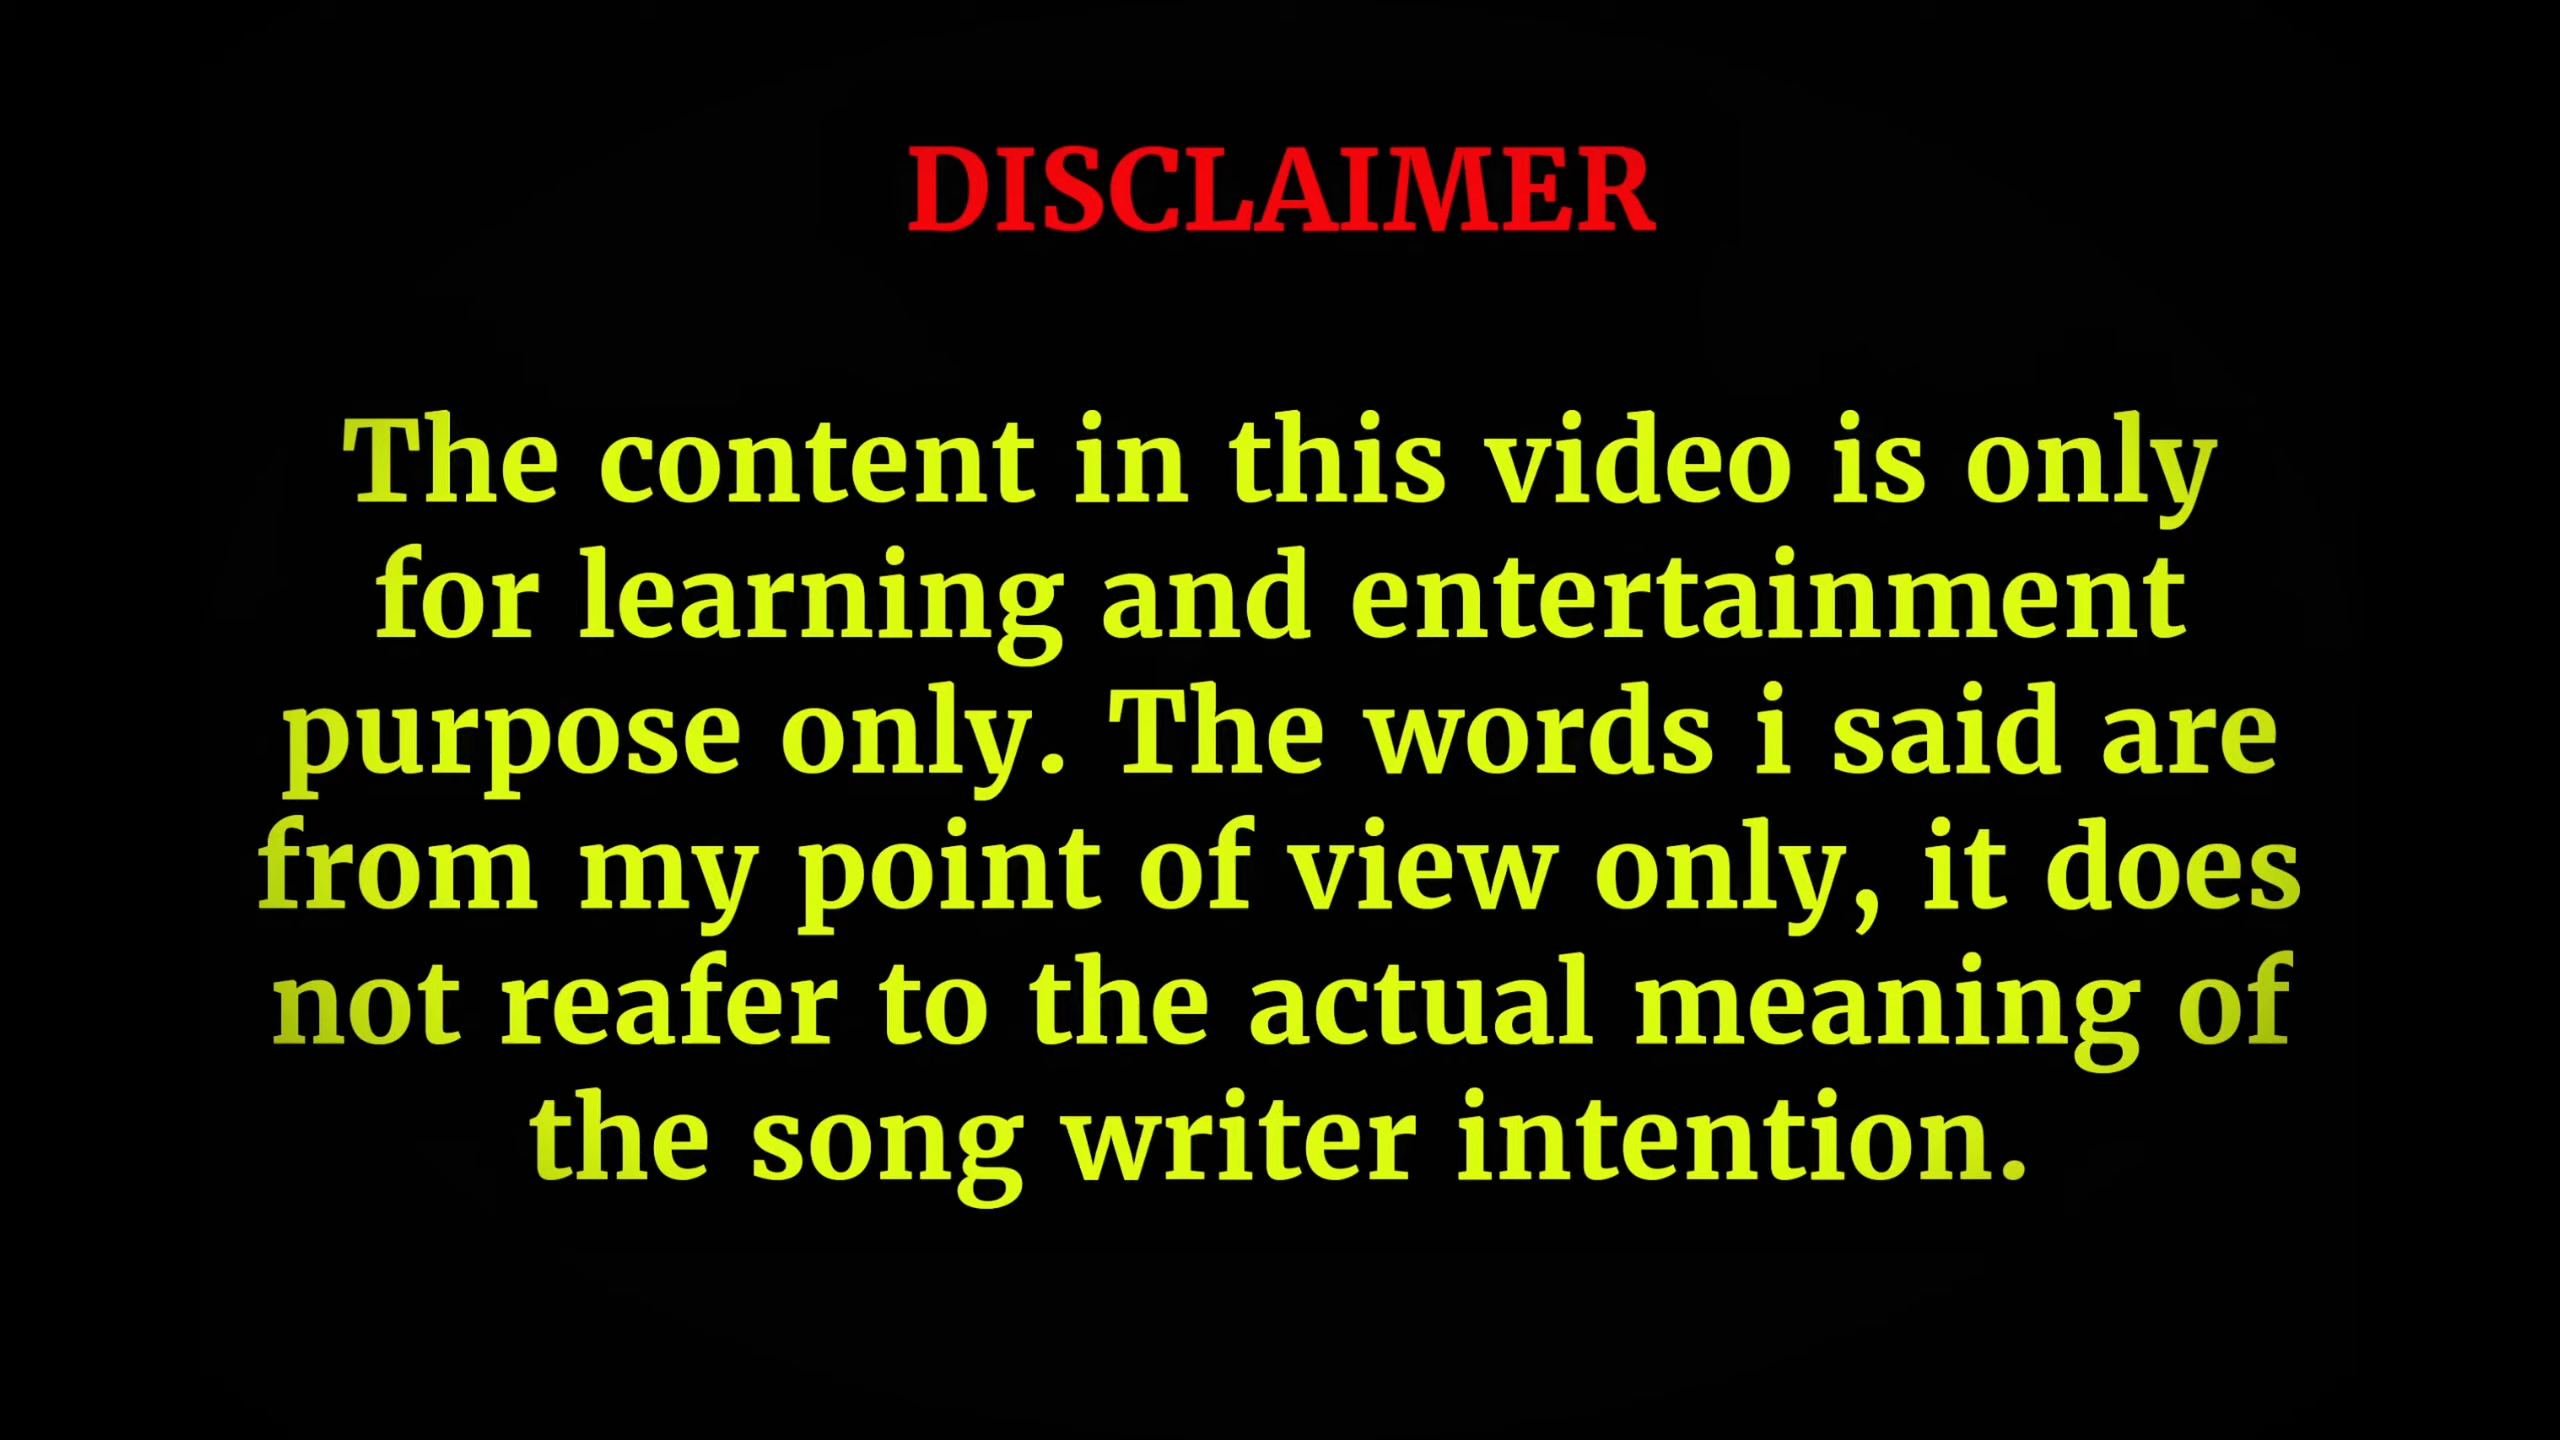 DISCLAIMER
The content in this video is only
for learning and entertainment
purpose only. The words i said are
from my point of view only, it does
not reafer to the actual meaning of
the song writer intention.